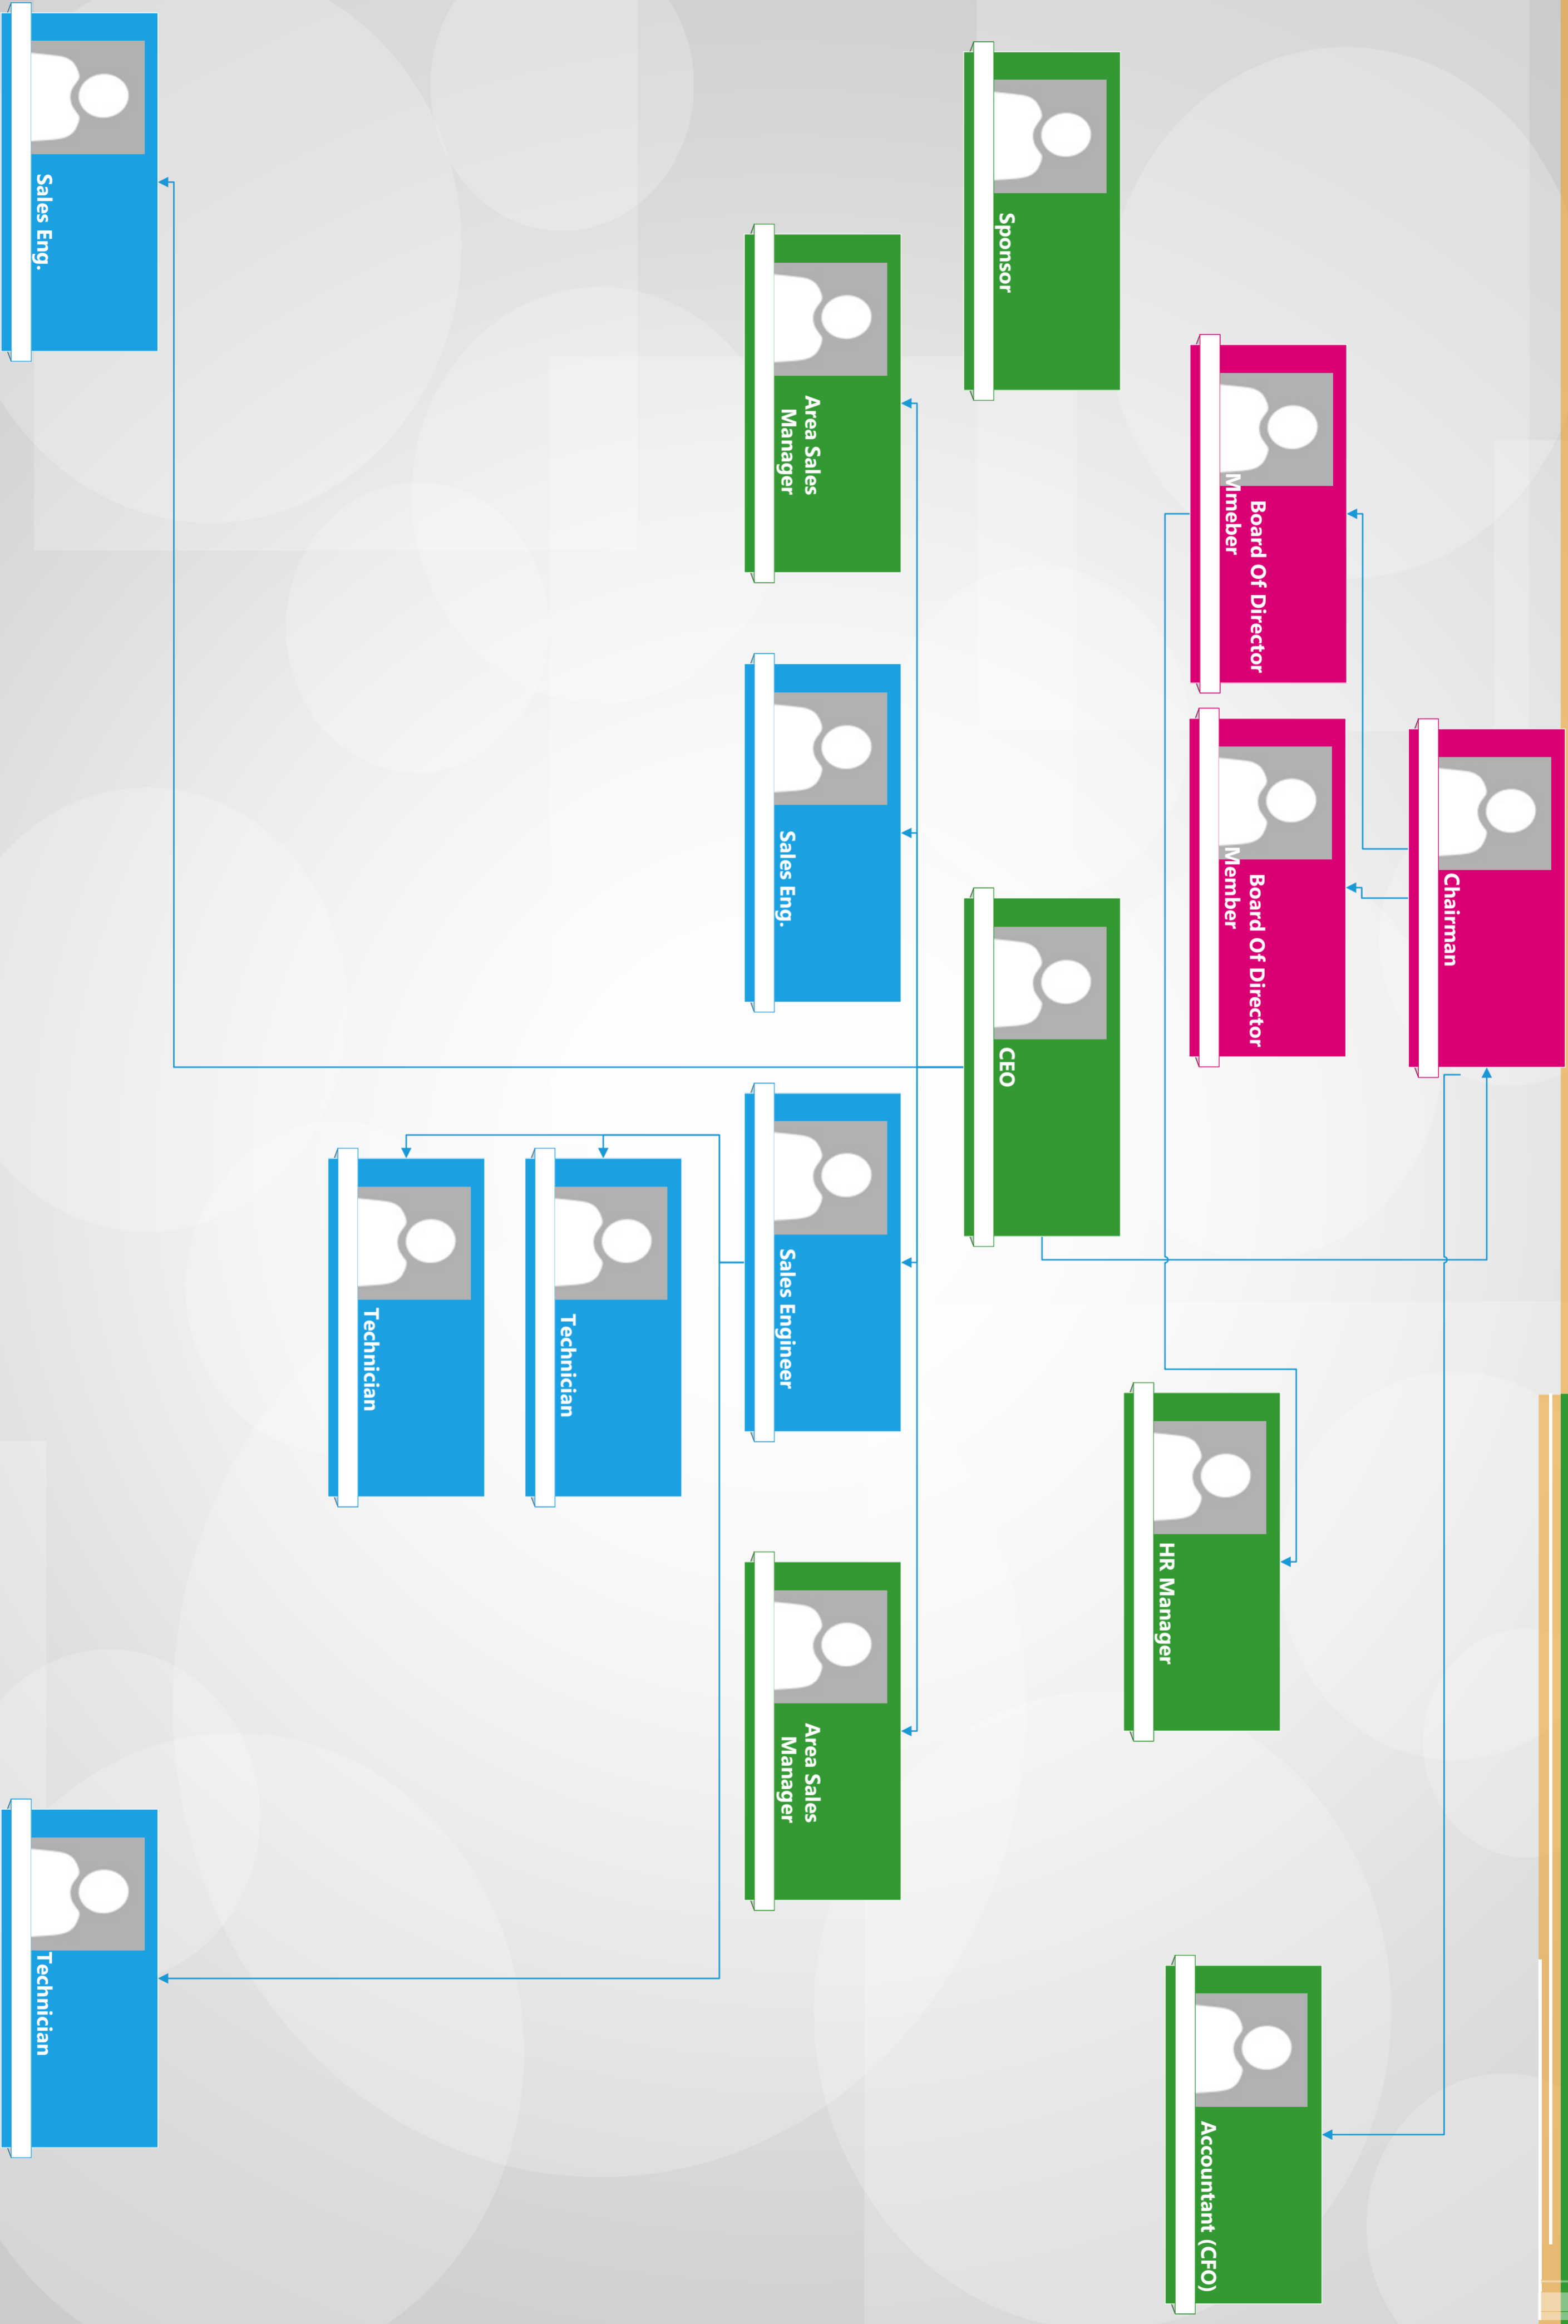 Chairman
Board Of Director
Mmeber
Board Of Director
Member
HR Manager
Accountant (CFO)
Sponsor
CEO
Area Sales
Manager
Sales Eng.
Sales Engineer
Area Sales
Manager
Technician
Technician
Sales Eng.
Technician